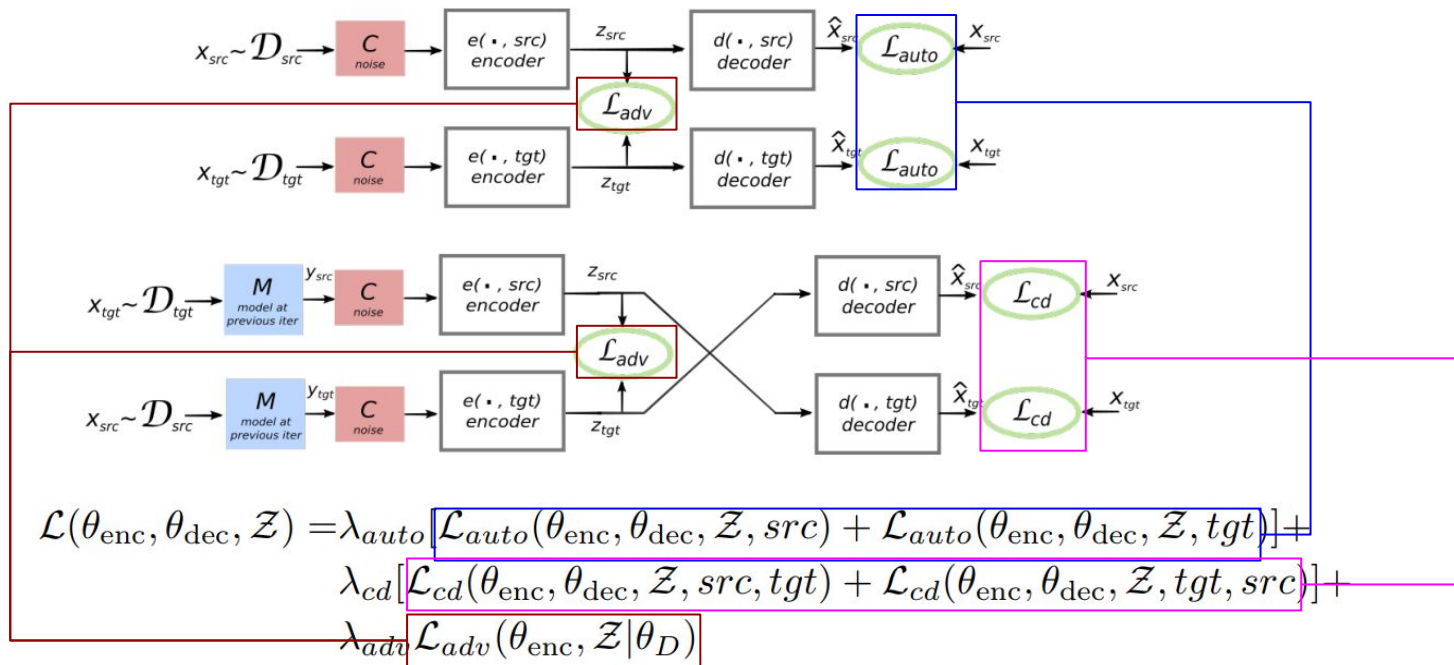 x_src ~ D_src C noise e(·, src) encoder z_src d(·, src) decoder x̂_src L_auto x_src
L_adv
x_tgt ~ D_tgt C noise e(·, tgt) encoder z_tgt d(·, tgt) decoder x̂_tgt L_auto x_tgt
x_tgt ~ D_tgt M model at previous iter y_src C noise e(·, src) encoder z_src d(·, src) decoder x̂_src L_cd x_src
L_adv
x_src ~ D_src M model at previous iter y_tgt C noise e(·, tgt) encoder z_tgt d(·, tgt) decoder x̂_tgt L_cd x_tgt
L(θ_enc, θ_dec, Z) = λ_auto[L_auto(θ_enc, θ_dec, Z, src) + L_auto(θ_enc, θ_dec, Z, tgt)]+
λ_cd[L_cd(θ_enc, θ_dec, Z, src, tgt) + L_cd(θ_enc, θ_dec, Z, tgt, src)]+
λ_adv L_adv(θ_enc, Z|θ_D)